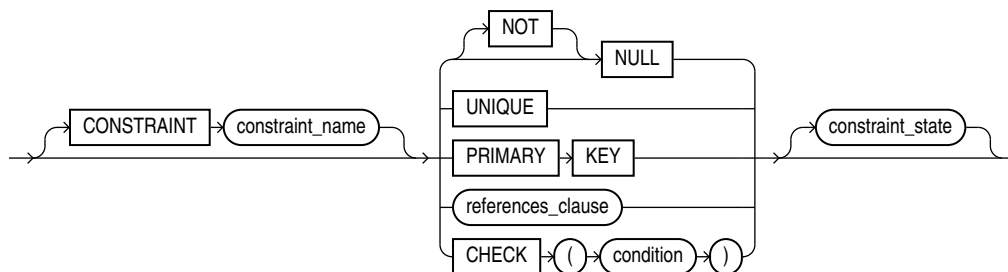 NOT
NULL
CONSTRAINT constraint_name
UNIQUE
constraint_state
PRIMARY KEY
references_clause
CHECK ( condition )